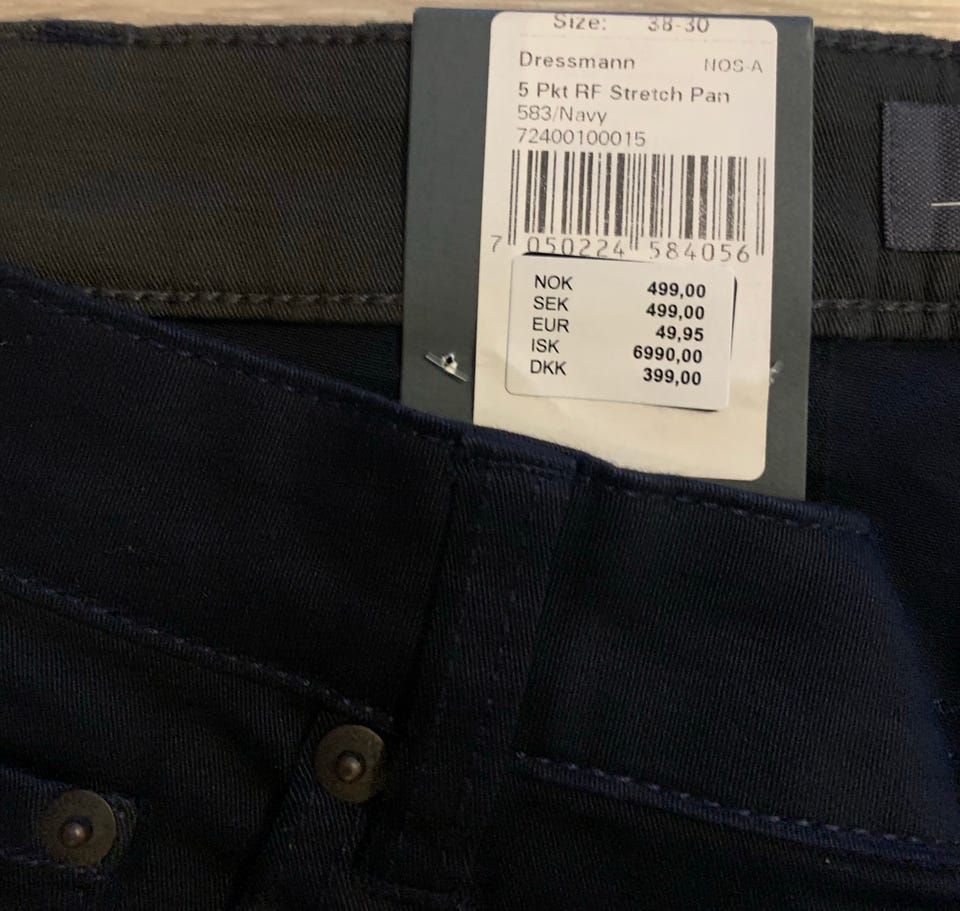 Size: 38-30
Dressmann NOS-A
5 Pkt RF Stretch Pan
583/Navy
72400100015
7 050224 584056
NOK 499,00
SEK 499,00
EUR 49,95
ISK 6990,00
DKK 399,00